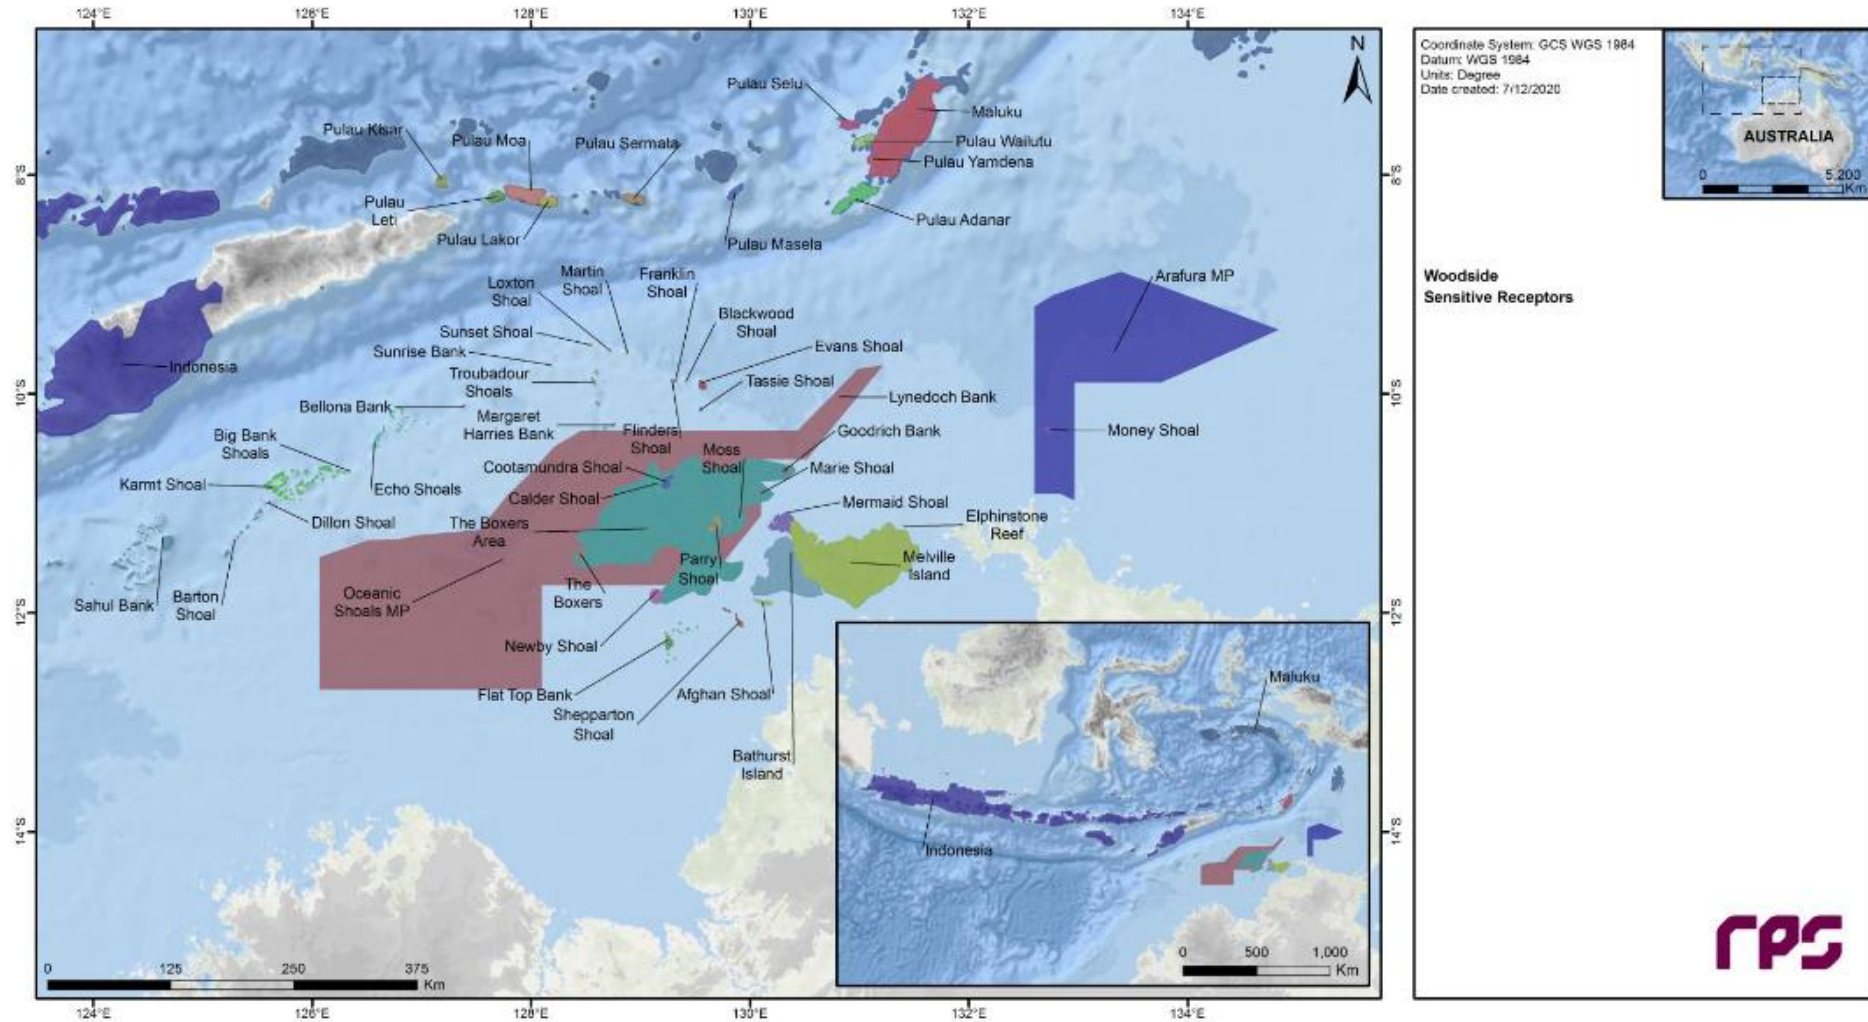 124°E
126°E
128°E
130°E
132°E
134°E
N
8°S
8°S
10°S
10°S
12°S
12°S
14°S
14°S
Pulau Selu
Maluku
Pulau Kisar
Pulau Moa
Pulau Sermata
Pulau Wailutu
Pulau Yamdena
Pulau
Leti
Pulau Lakor
Pulau Masela
Pulau Adanar
Loxton
Shoal
Martin
Shoal
Franklin
Shoal
Arafura MP
Blackwood
Shoal
Sunset Shoal
Evans Shoal
Sunrise Bank
Indonesia
Troubadour
Shoals
Tassie Shoal
Lynedoch Bank
Bellona Bank
Margaret
Harries Bank
Flinders
Shoal
Goodrich Bank
Money Shoal
Big Bank
Shoals
Moss
Shoal
Cootamundra Shoal
Marie Shoal
Karmt Shoal
Echo Shoals
Calder Shoal
Mermaid Shoal
Dillon Shoal
The Boxers
Area
Elphinstone
Reef
Parry
Shoal
Melville
Island
Sahul Bank
Barton
Shoal
Oceanic
Shoals MP
The
Boxers
Newby Shoal
Flat Top Bank
Afghan Shoal
Shepparton
Shoal
Bathurst
Island
Maluku
Indonesia
0 500 1,000
Km
0 125 250 375
Km
124°E
126°E
128°E
130°E
132°E
134°E
Coordinate System: GCS WGS 1984
Datum: WGS 1984
Units: Degree
Date created: 7/12/2020
AUSTRALIA
0 5,200
Km
Woodside
Sensitive Receptors
rps